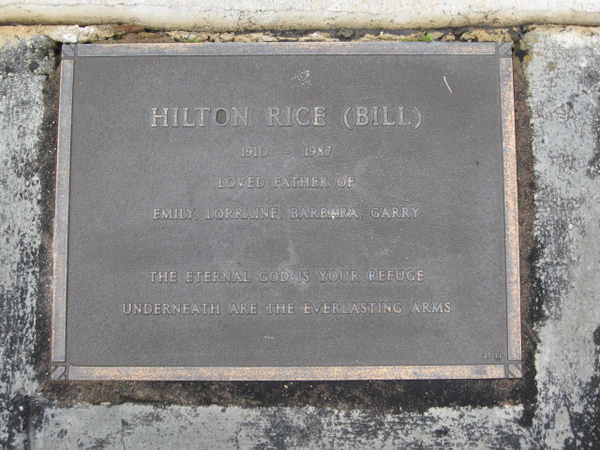 HILTON RICE (BILL)
1910 - 1987
LOVED FATHER OF
EMILY, LORRAINE, BARBARA, GARRY
THE ETERNAL GOD IS YOUR REFUGE
UNDERNEATH ARE THE EVERLASTING ARMS